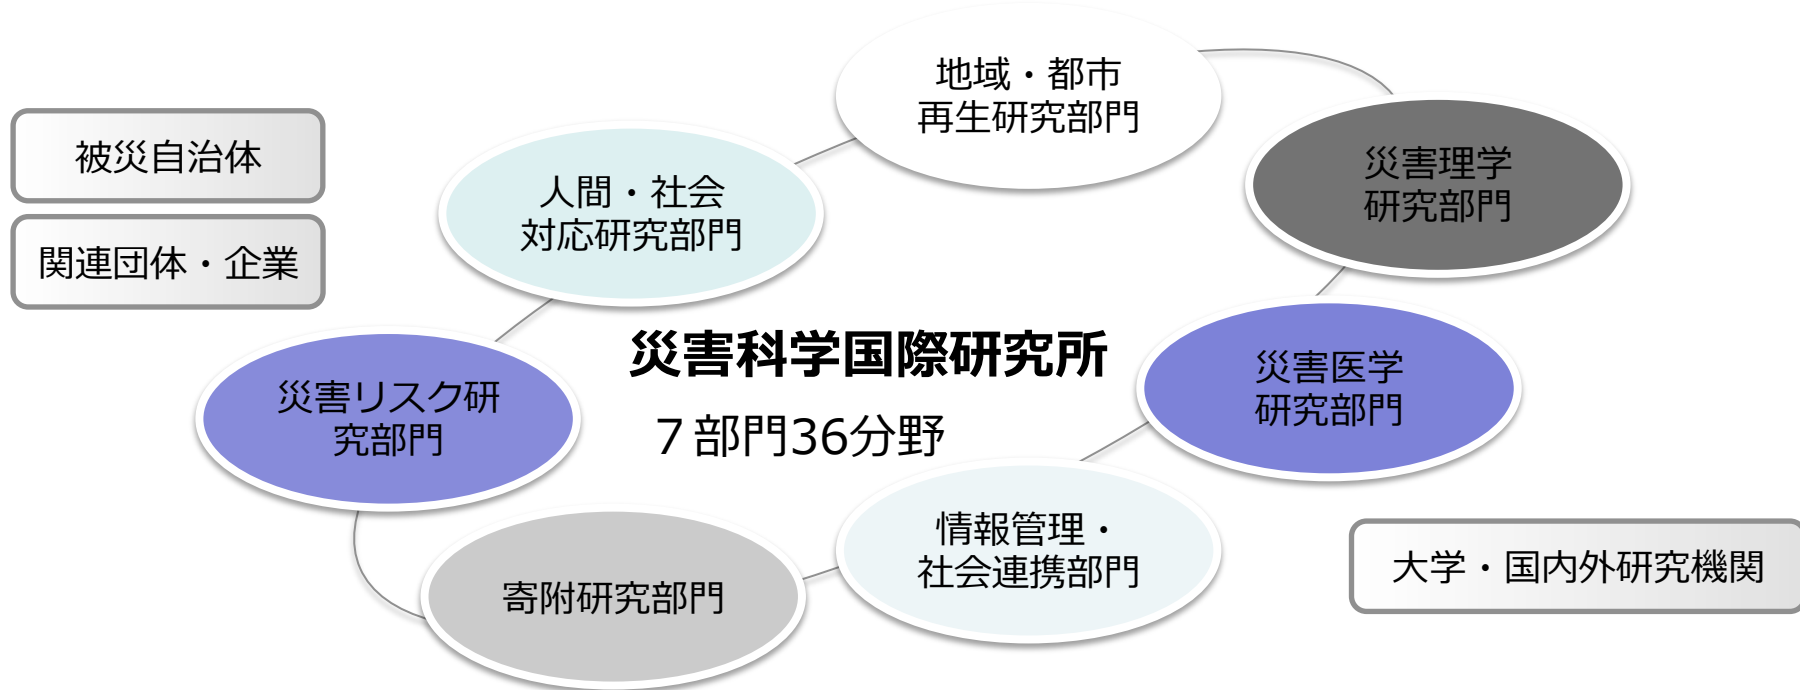 地域・都市
再生研究部門
被災自治体
災害理学
研究部門
人間・社会
対応研究部門
関連団体・企業
災害科学国際研究所
災害医学
研究部門
災害リスク研
究部門
７部門36分野
情報管理・
社会連携部門
大学・国内外研究機関
寄附研究部門